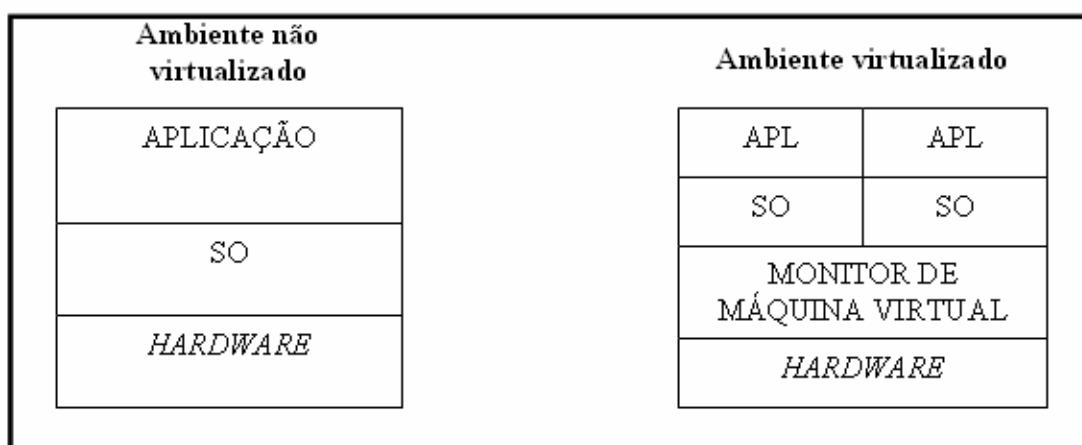 Ambiente não
virtualizado
APLICAÇÃO
SO
HARDWARE
Ambiente virtualizado
APL APL
SO SO
MONITOR DE
MÁQUINA VIRTUAL
HARDWARE